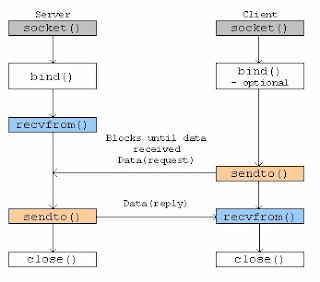 Server
Client
socket()
socket()
bind()
bind()
- optional
recvfrom()
Blocks until data
received
Data(request)
sendto()
sendto()
Data(reply)
recvfrom()
close()
close()